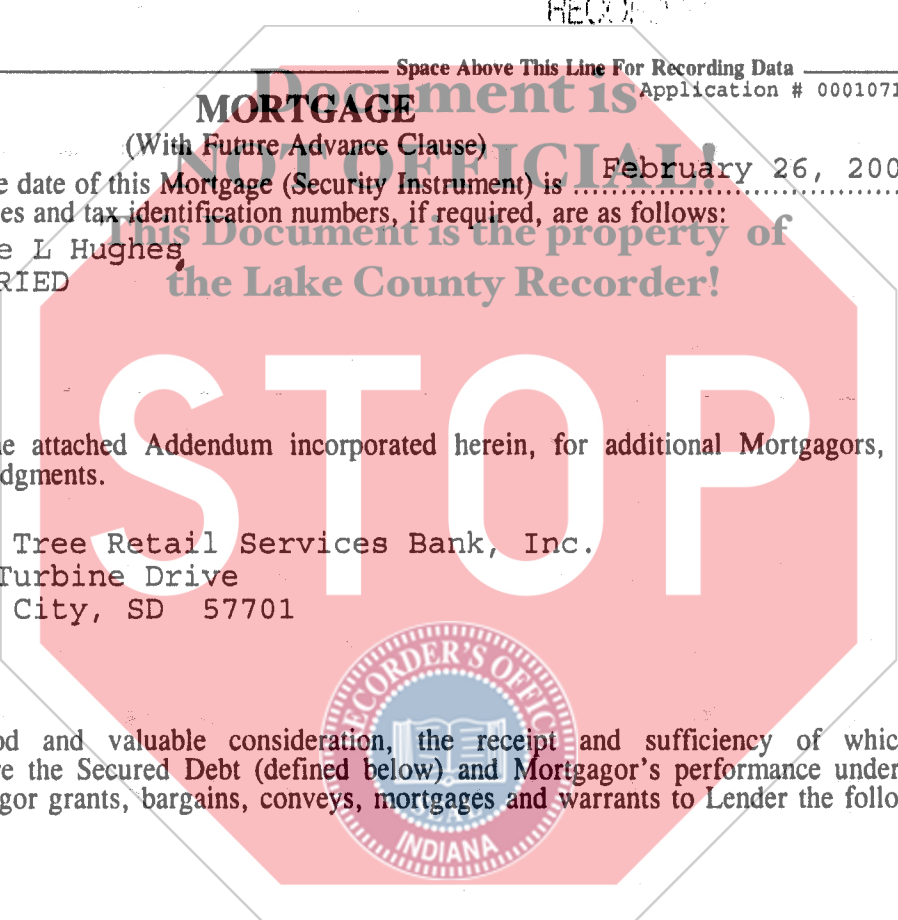 Space Above This Line For Recording Data
Application # 0001071
MORTGAGE
(With Future Advance Clause)
e date of this Mortgage (Security Instrument) is February 26, 200
es and tax identification numbers, if required, are as follows:
e L Hughes
RIED
Document is
NOT OFFICIAL!
This Document is the property of
the Lake County Recorder!
STOP
e attached Addendum incorporated herein, for additional Mortgagors,
dgments.
Tree Retail Services Bank, Inc.
Turbine Drive
City, SD 57701
RECORDER'S OFFICE
INDIANA
od and valuable consideration, the receipt and sufficiency of whic
e the Secured Debt (defined below) and Mortgagor's performance under
gor grants, bargains, conveys, mortgages and warrants to Lender the follo